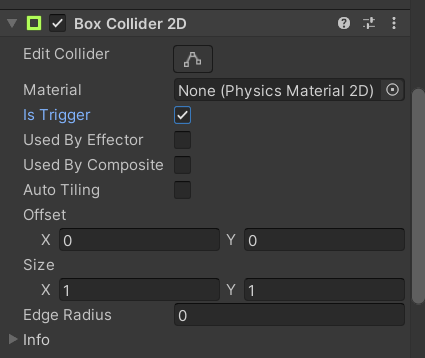 Box Collider 2D
Edit Collider
Material None (Physics Material 2D)
Is Trigger
Used By Effector
Used By Composite
Auto Tiling
Offset
X 0 Y 0
Size
X 1 Y 1
Edge Radius 0
Info